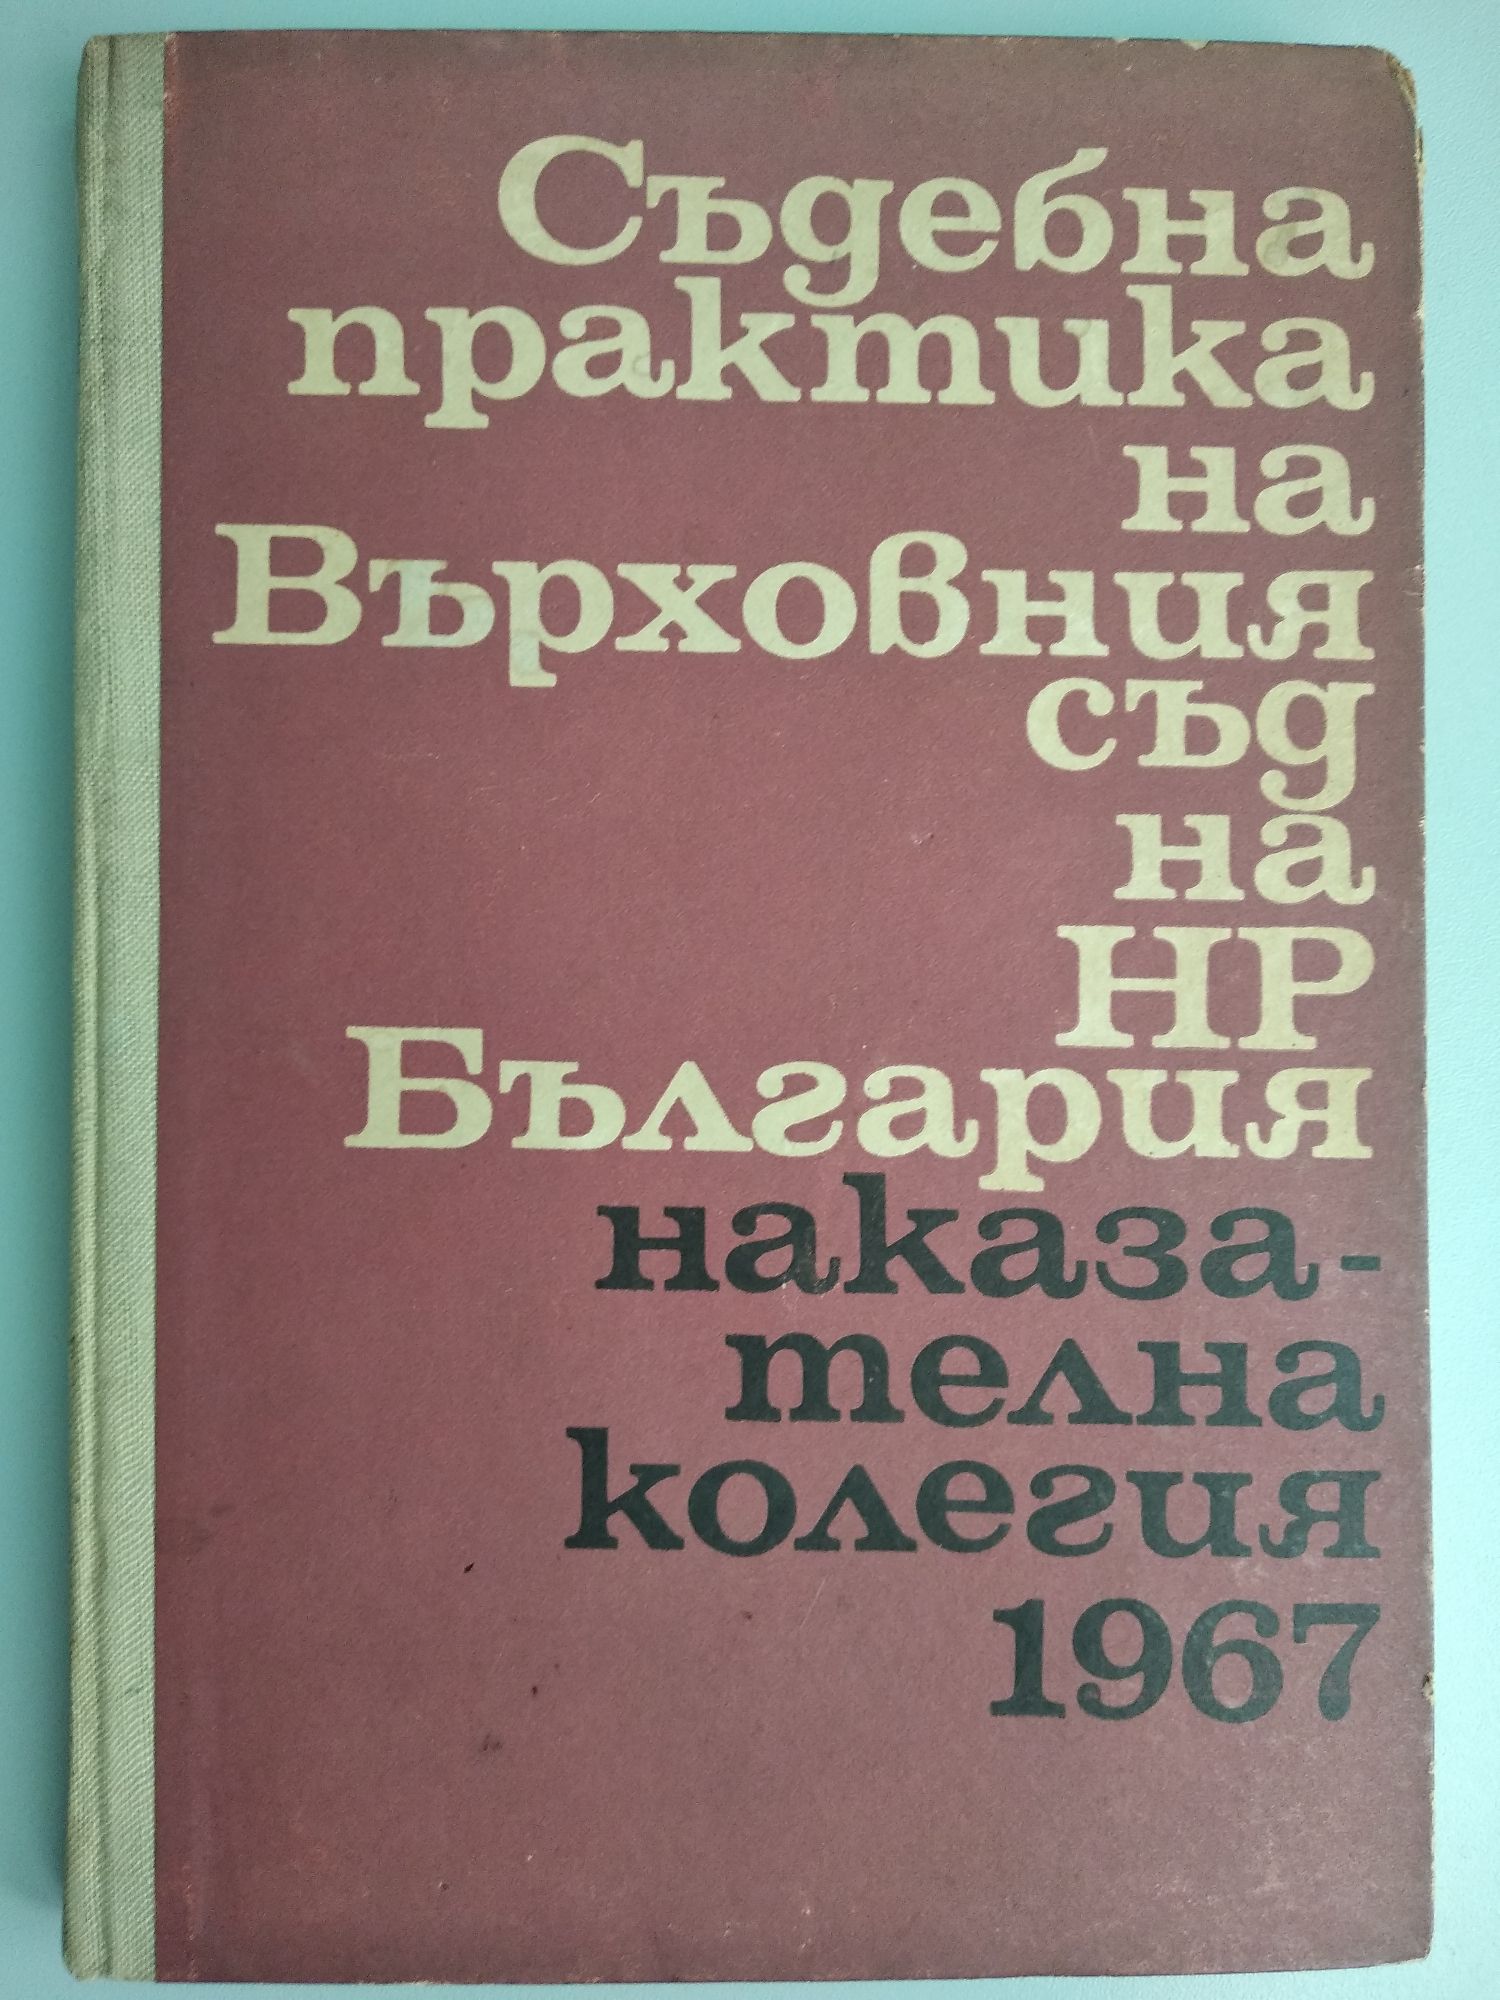 Съдебна
практика
на
Върховния
съд
на
НР
България
наказа-
телна
колегия
1967